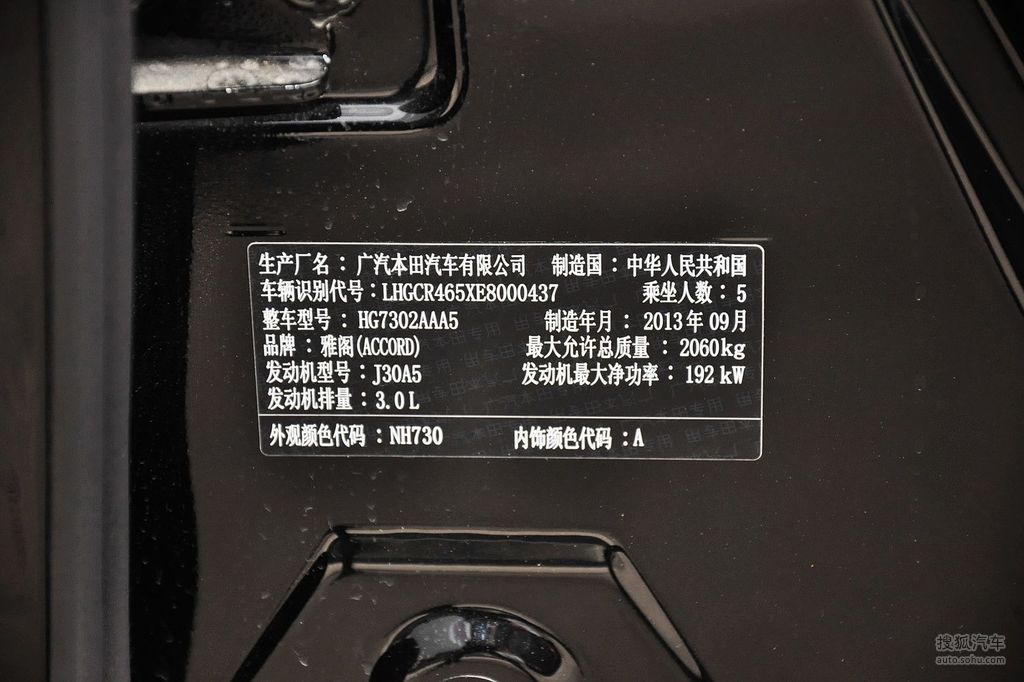 生产厂名：广汽本田汽车有限公司 制造国：中华人民共和国
车辆识别代号：LHGCR465XE8000437 乘坐人数：5
整车型号：HG7302AAA5 制造年月：2013年09月
品牌：雅阁(ACCORD) 最大允许总质量：2060kg
发动机型号：J30A5 发动机最大净功率：192kW
发动机排量：3.0L
外观颜色代码：NH730 内饰颜色代码：A
搜狐汽车
auto.sohu.com